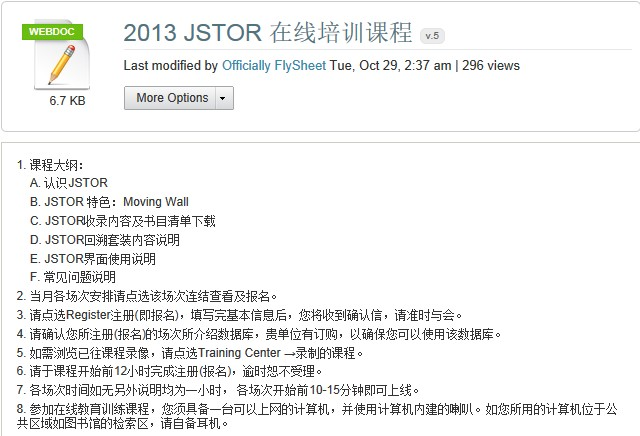 WEBDOC
2013 JSTOR 在线培训课程 v.5
Last modified by Officially FlySheet Tue, Oct 29, 2:37 am | 296 views
6.7 KB
More Options
1. 课程大纲：
A. 认识JSTOR
B. JSTOR 特色：Moving Wall
C. JSTOR收录内容及书目清单下载
D. JSTOR回溯套装内容说明
E. JSTOR界面使用说明
F. 常见问题说明
2. 当月各场次安排请点选该场次连结查看及报名。
3. 请点选Register注册(即报名)，填写完基本信息后，您将收到确认信，请准时与会。
4. 请确认您所注册(报名)的场次所介绍数据库，贵单位有订购，以确保您可以使用该数据库。
5. 如需浏览已往课程录像，请点选Training Center →录制的课程。
6. 请于课程开始前12小时完成注册(报名)，逾时恕不受理。
7. 各场次时间如无另外说明均为一小时，各场次开始前10-15分钟即可上线。
8. 参加在线教育训练课程，您须具备一台可以上网的计算机，并使用计算机内建的喇叭。如您所用的计算机位于公
共区域如图书馆的检索区，请自备耳机。